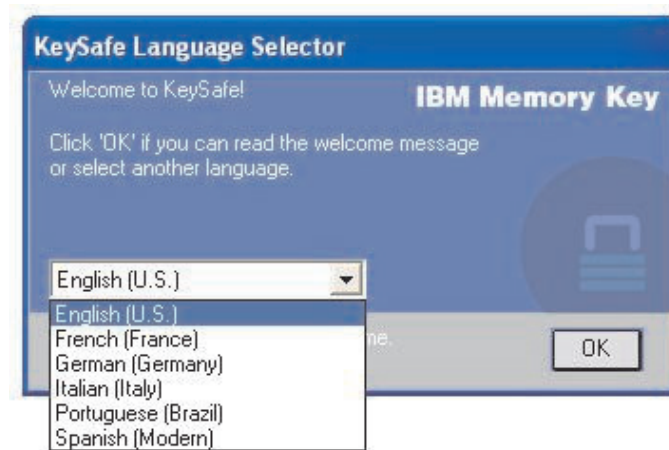 KeySafe Language Selector
Welcome to KeySafe!
IBM Memory Key
Click 'OK' if you can read the welcome message
or select another language.
English (U.S.)
English (U.S.)
French (France)
German (Germany)
Italian (Italy)
Portuguese (Brazil)
Spanish (Modern)
OK